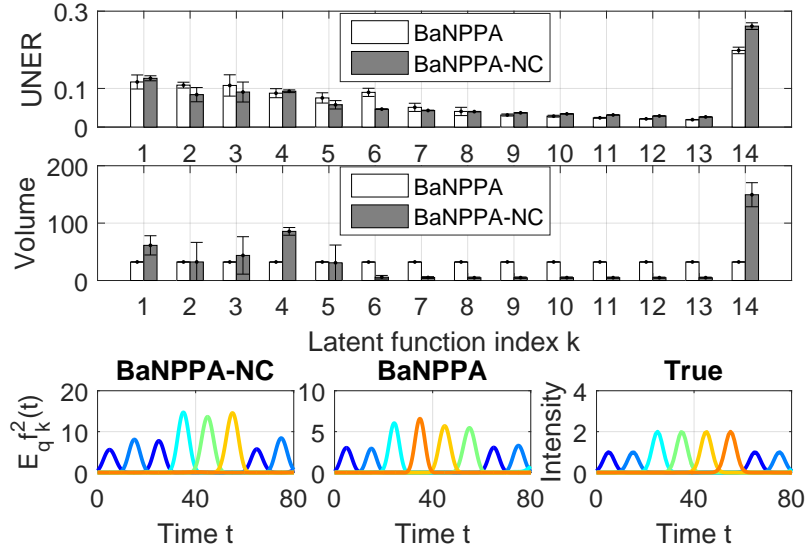 0.3
0.1
0
UNER
BaNPPA
BaNPPA-NC
1 2 3 4 5 6 7 8 9 10 11 12 13 14
200
100
0
Volume
BaNPPA
BaNPPA-NC
1 2 3 4 5 6 7 8 9 10 11 12 13 14
Latent function index k
BaNPPA-NC
BaNPPA
True
E_q f_k^2(t)
20
10
0
0 40 80
Time t
10
5
0
0 40 80
Time t
Intensity
4
2
0
0 40 80
Time t